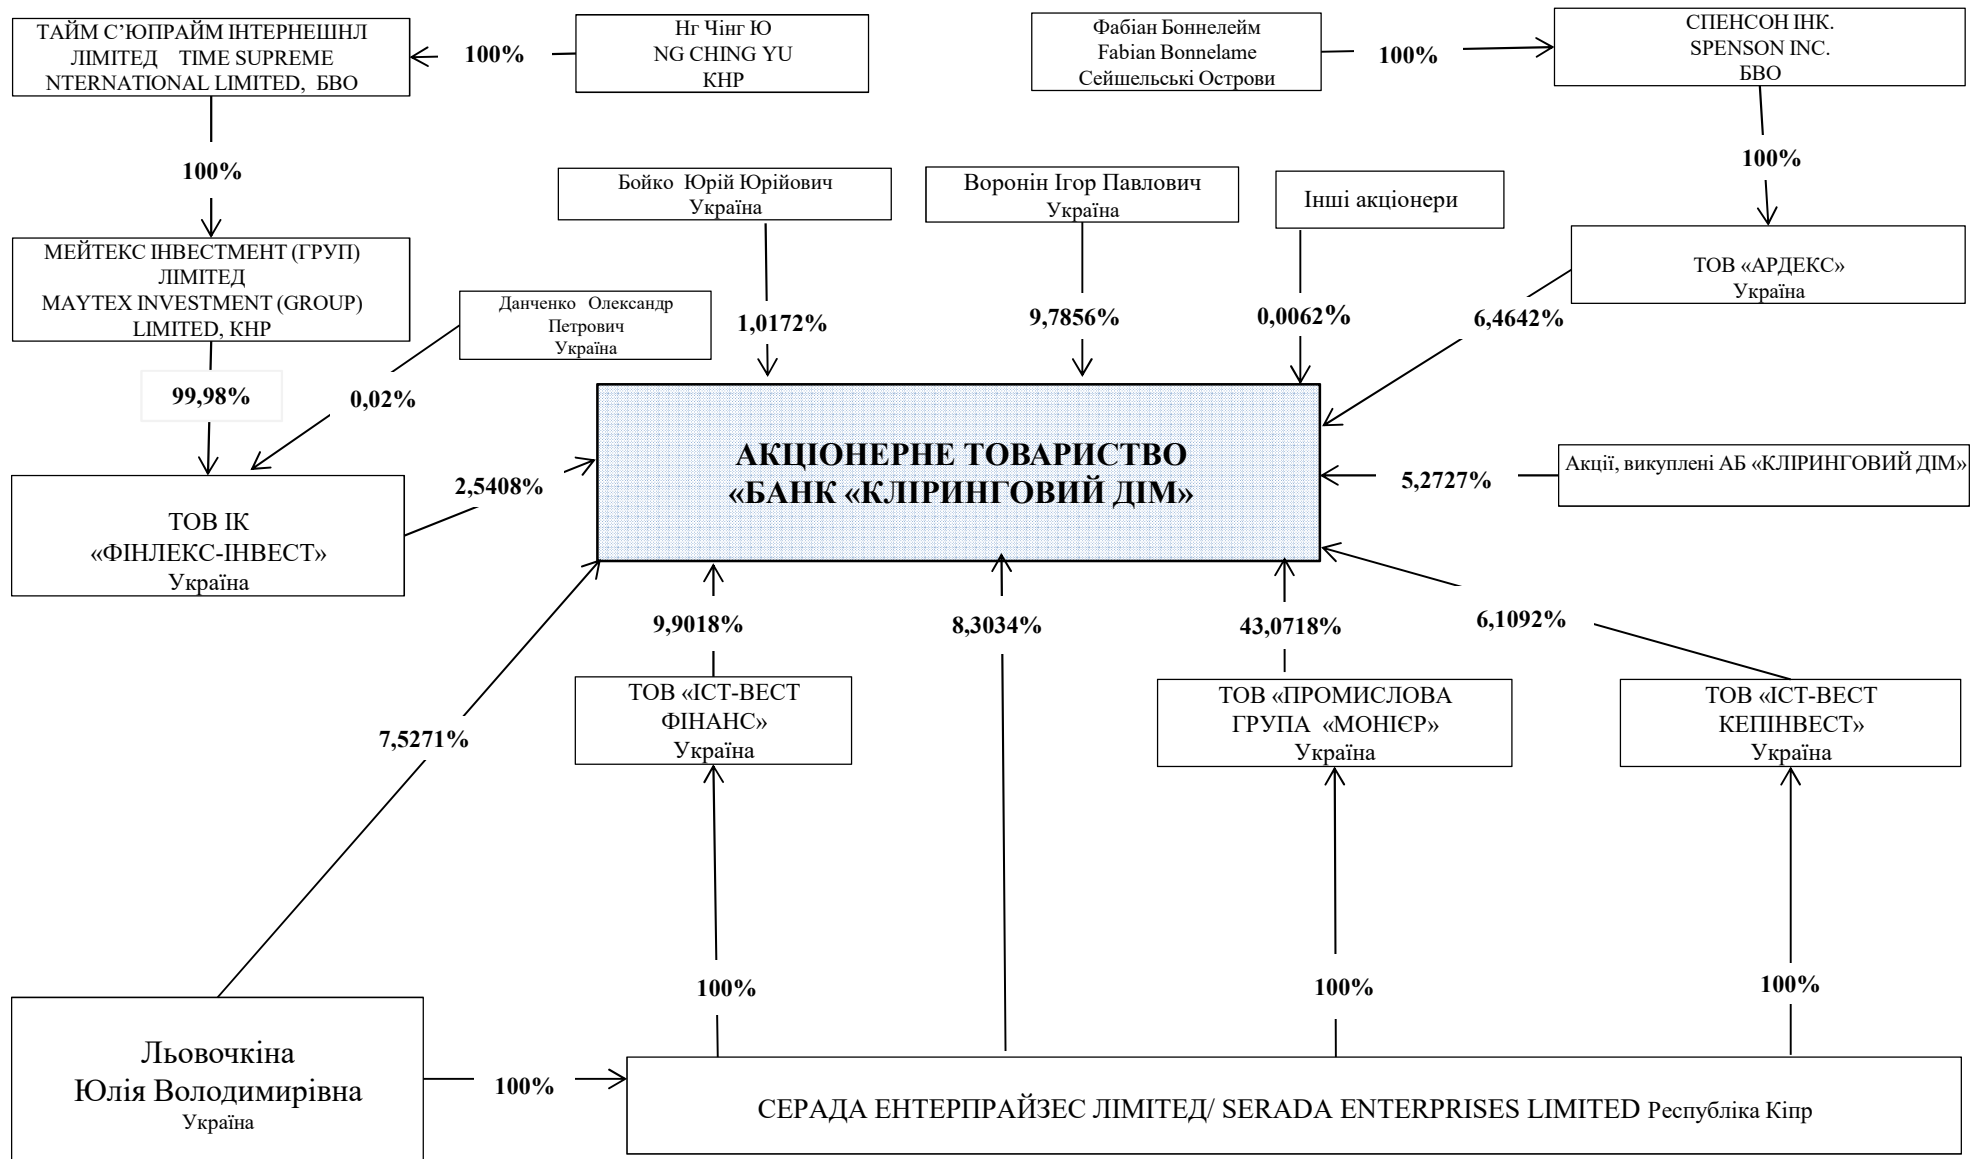 ТАЙМ С’ЮПРАЙМ ІНТЕРНЕШНЛ
ЛІМІТЕД TIME SUPREME
NTERNATIONAL LIMITED, БВО
100%
Нг Чінг Ю
NG CHING YU
КНР
Фабіан Боннелейм
Fabian Bonnelame
Сейшельські Острови
100%
СПЕНСОН ІНК.
SPENSON INC.
БВО
100%
100%
Бойко Юрій Юрійович
Україна
Воронін Ігор Павлович
Україна
Інші акціонери
МЕЙТЕКС ІНВЕСТМЕНТ (ГРУП)
ЛІМІТЕД
MAYTEX INVESTMENT (GROUP)
LIMITED, КНР
Данченко Олександр
Петрович
Україна
1,0172%
9,7856%
0,0062%
6,4642%
ТОВ «АРДЕКС»
Україна
99,98%
0,02%
АКЦІОНЕРНЕ ТОВАРИСТВО
«БАНК «КЛІРИНГОВИЙ ДІМ»
5,2727%
Акції, викуплені АБ «КЛІРИНГОВИЙ ДІМ»
2,5408%
ТОВ ІК
«ФІНЛЕКС-ІНВЕСТ»
Україна
9,9018%
8,3034%
43,0718%
6,1092%
7,5271%
ТОВ «ІСТ-ВЕСТ
ФІНАНС»
Україна
ТОВ «ПРОМИСЛОВА
ГРУПА «МОНІЄР»
Україна
ТОВ «ІСТ-ВЕСТ
КЕПІНВЕСТ»
Україна
100%
100%
100%
Льовочкіна
Юлія Володимирівна
Україна
100%
СЕРАДА ЕНТЕРПРАЙЗЕС ЛІМІТЕД/ SERADA ENTERPRISES LIMITED Республіка Кіпр